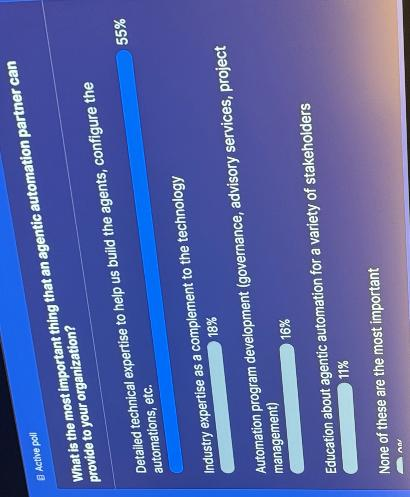 Active poll
What is the most important thing that an agentic automation partner can
provide to your organization?
Detailed technical expertise to help us build the agents, configure the
automations, etc.
55%
Industry expertise as a complement to the technology
18%
Automation program development (governance, advisory services, project
management)
16%
Education about agentic automation for a variety of stakeholders
11%
None of these are the most important